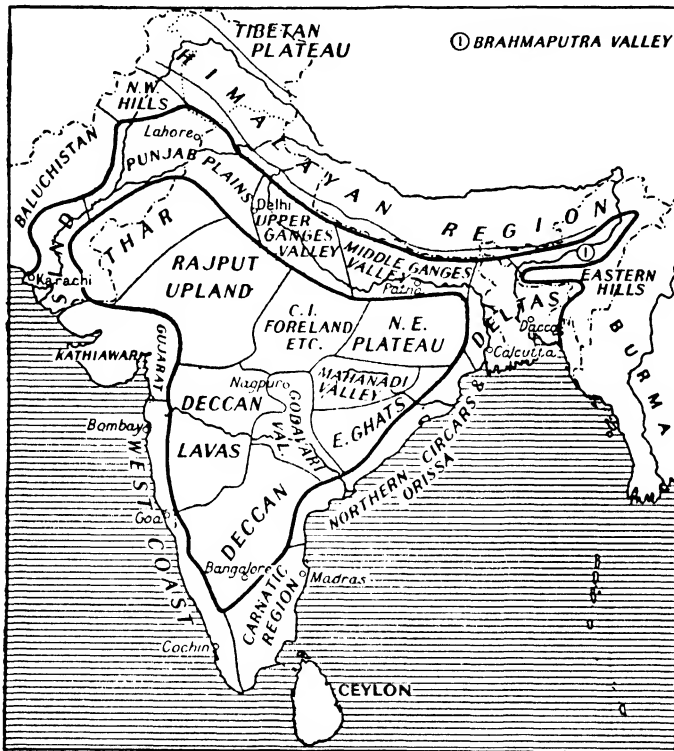 TIBETAN
PLATEAU
① BRAHMAPUTRA VALLEY
N.W.
HILLS
HIMALAYAN REGION
Lahore
BALUCHISTAN
PUNJAB PLAINS
SIND
THAR
Delhi
UPPER
GANGES
VALLEY
MIDDLE GANGES
VALLEY
Patna
①
EASTERN
HILLS
Karachi
RAJPUT
UPLAND
C.I.
FORELAND
ETC.
N.E.
PLATEAU
DELTAS
Dacca
Calcutta
BURMA
KATHIAWAR
GUJARAT
Nagpur
MAHANADI
VALLEY
DECCAN
LAVAS
GODAVARI
VAL.
E. GHATS
NORTHERN CIRCARS &
ORISSA
Bombay
WEST COAST
Goa
DECCAN
Bangalore
Madras
CARNATIC
REGION
Cochin
CEYLON